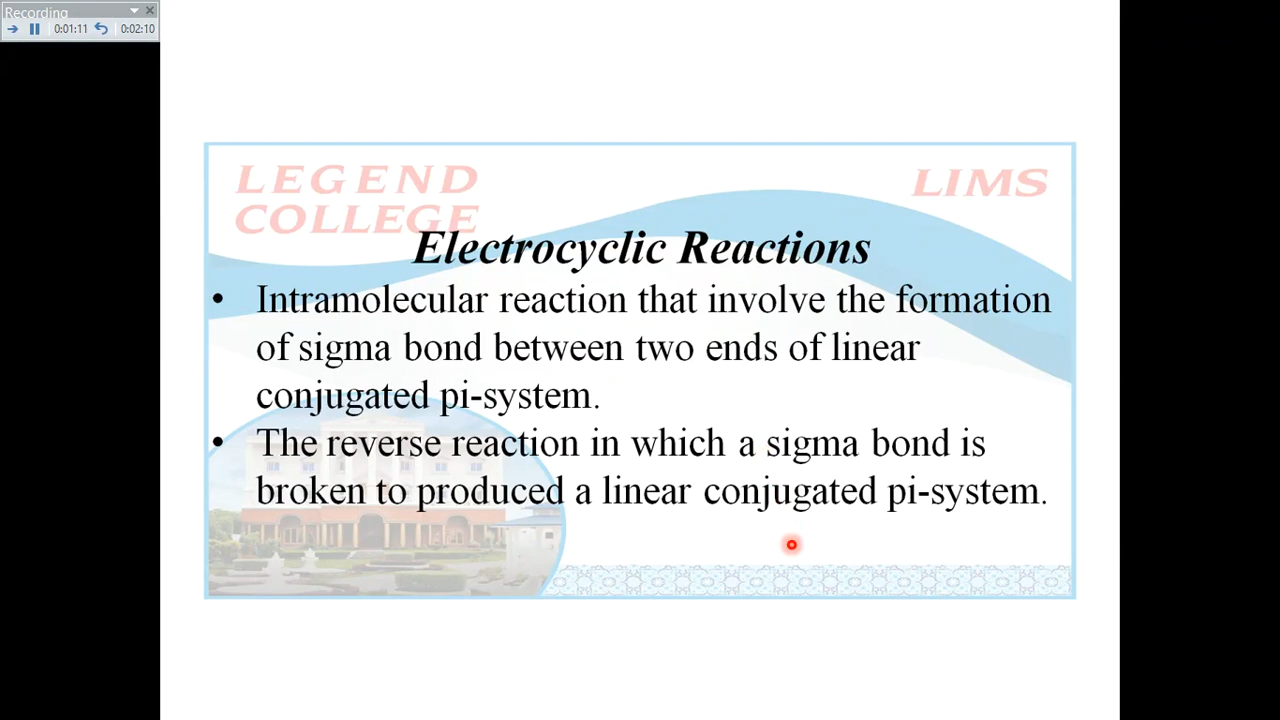 Recording
0:01:11 0:02:10
LEGEND
COLLEGE
LIMS
Electrocyclic Reactions
• Intramolecular reaction that involve the formation
of sigma bond between two ends of linear
conjugated pi-system.
• The reverse reaction in which a sigma bond is
broken to produced a linear conjugated pi-system.